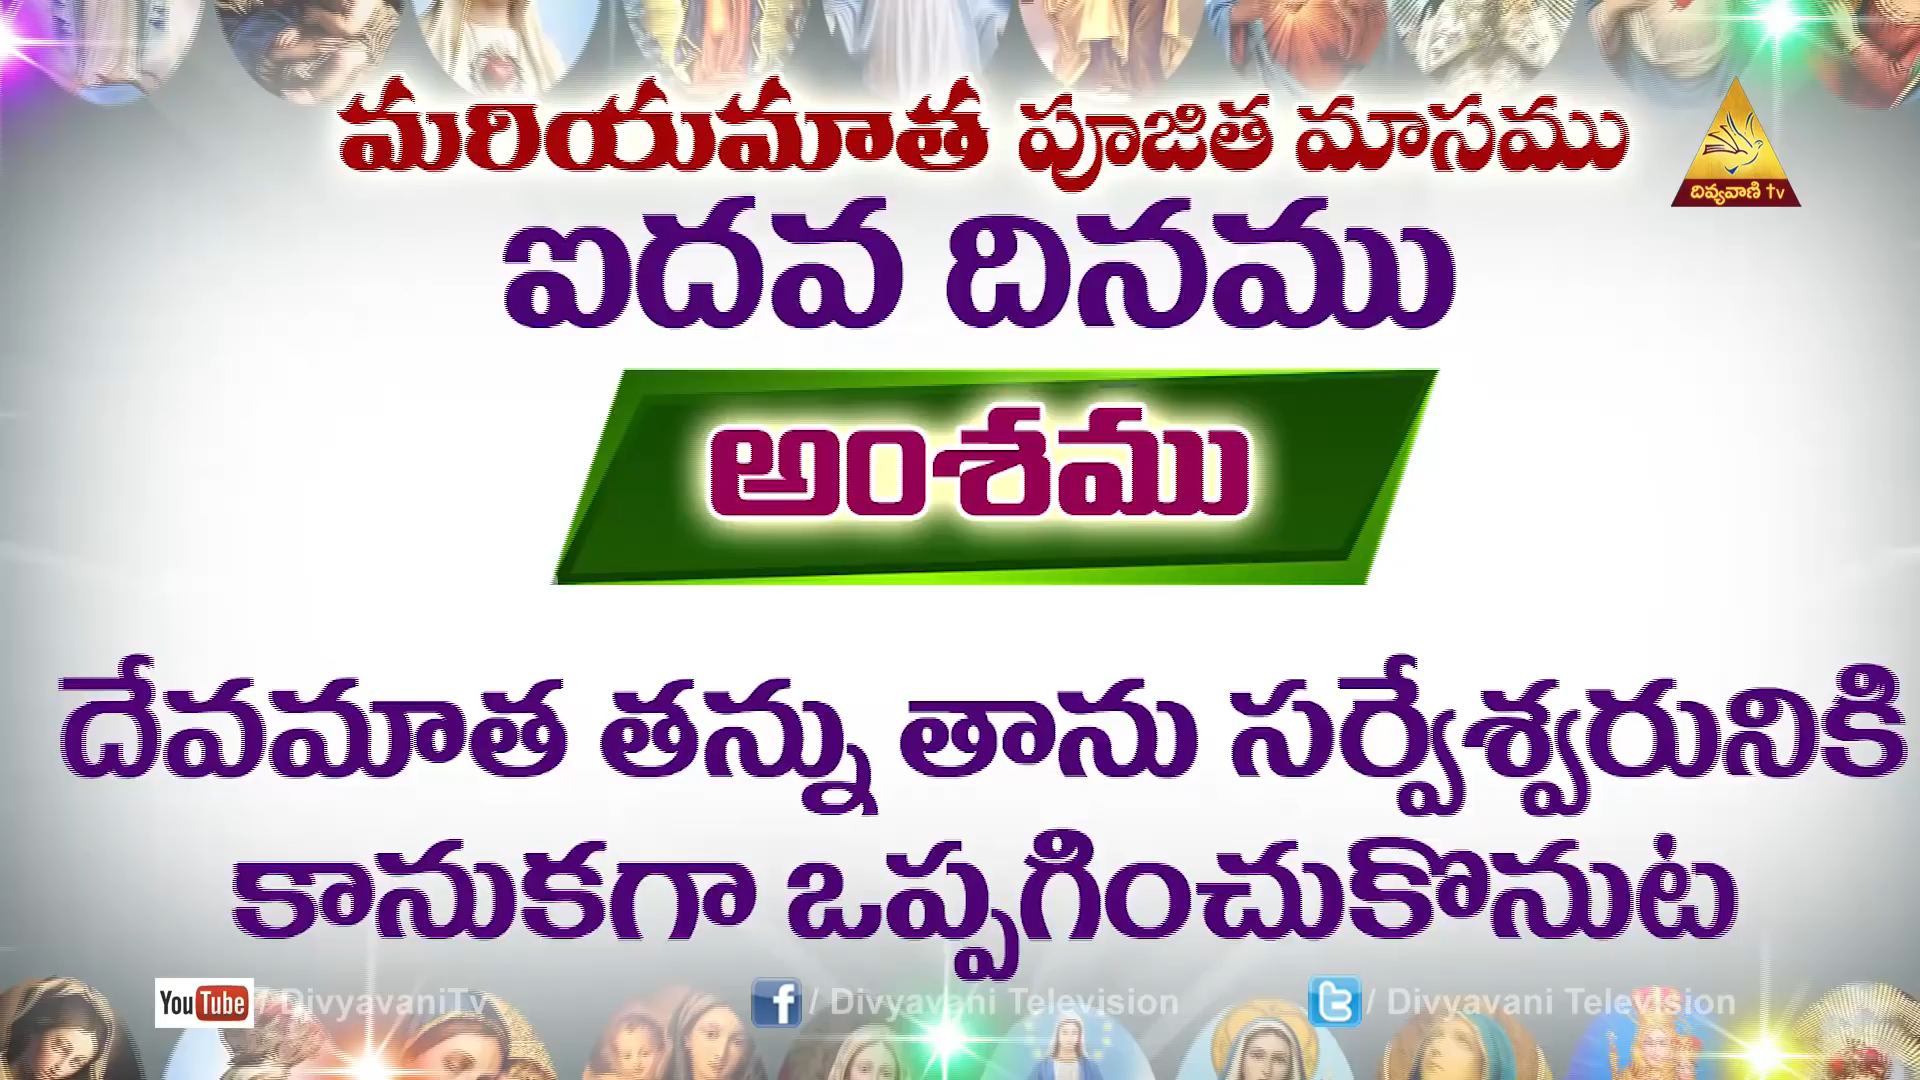 మరియమాత పూజిత మాసము
దివ్యవాణి tv
ఐదవ దినము
అంశము
దేవమాత తన్ను తాను సర్వేశ్వరునికి
కానుకగా ఒప్పగించుకొనుట
YouTube / DivyavaniTv
f / Divyavani Television
t / Divyavani Television